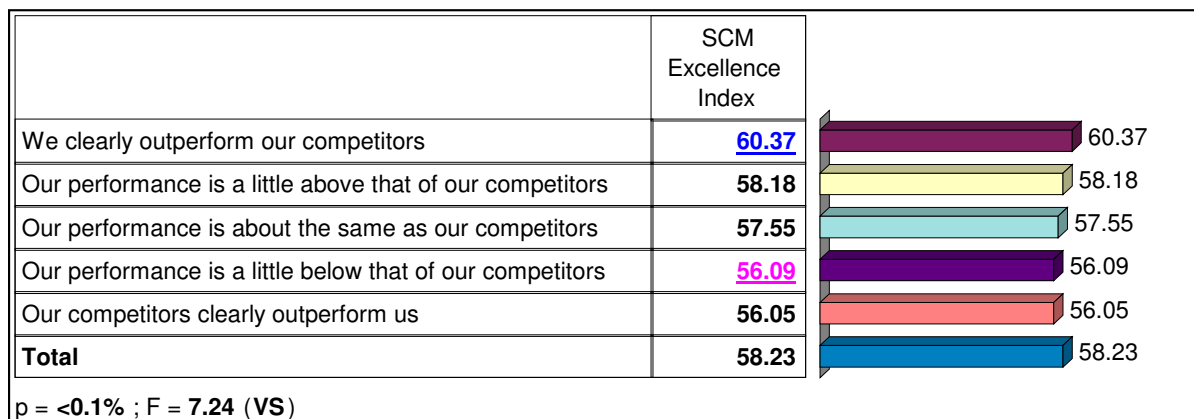 SCM
Excellence
Index
We clearly outperform our competitors 60.37 60.37
Our performance is a little above that of our competitors 58.18 58.18
Our performance is about the same as our competitors 57.55 57.55
Our performance is a little below that of our competitors 56.09 56.09
Our competitors clearly outperform us 56.05 56.05
Total 58.23 58.23
p = <0.1% ; F = 7.24 (VS)